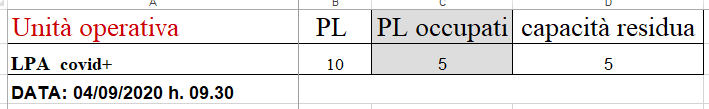 A B C D
Unità operativa PL PL occupati capacità residua
LPA covid+ 10 5 5
DATA: 04/09/2020 h. 09.30